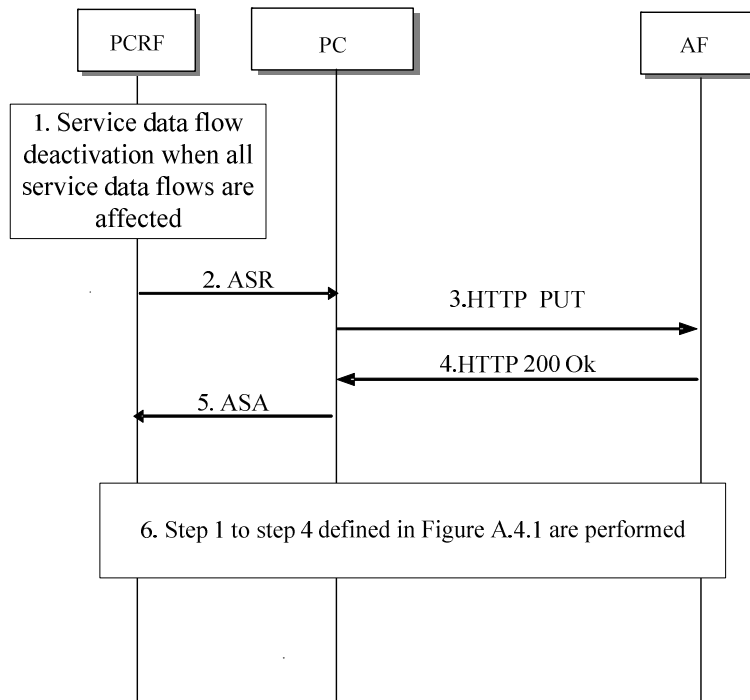 PCRF
PC
AF
1. Service data flow
deactivation when all
service data flows are
affected
2. ASR
3.HTTP PUT
4.HTTP 200 Ok
5. ASA
6. Step 1 to step 4 defined in Figure A.4.1 are performed